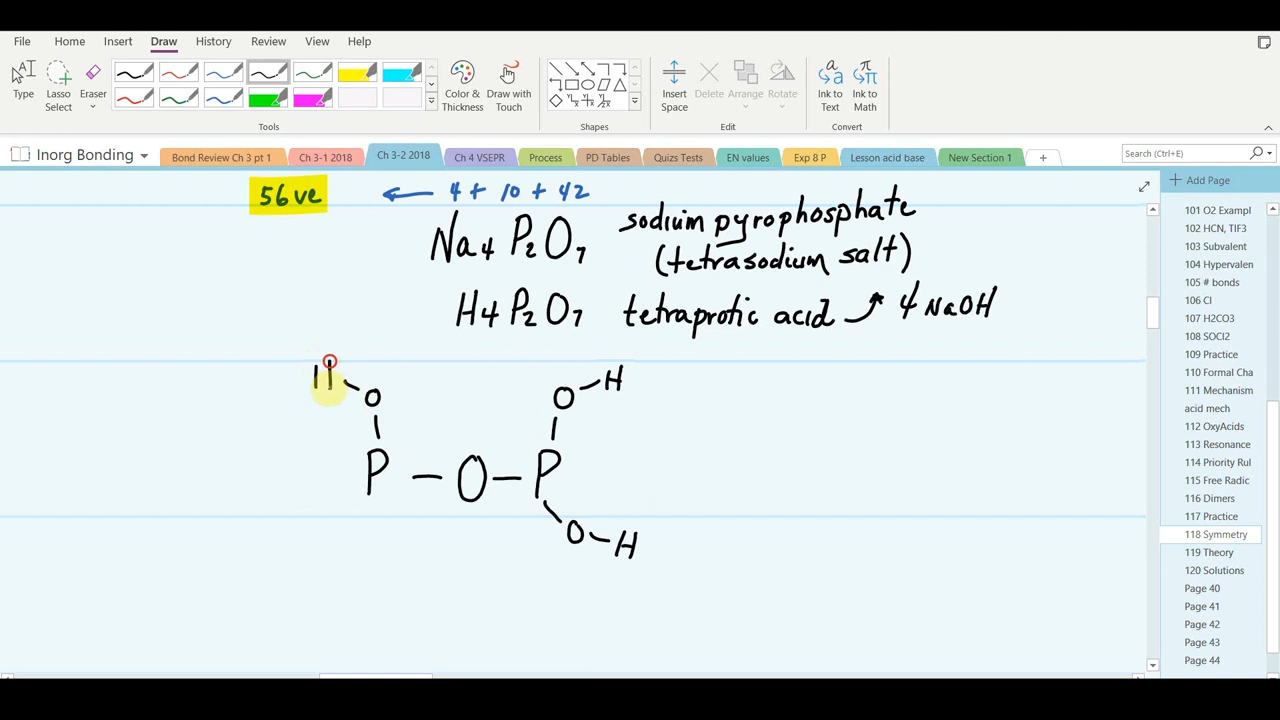 File Home Insert Draw History Review View Help
Type Lasso Select Eraser Color & Thickness Draw with Touch Insert Space Delete Arrange Rotate Ink to Text Ink to Math
Tools Shapes Edit Convert
Inorg Bonding Bond Review Ch 3 pt 1 Ch 3-1 2018 Ch 3-2 2018 Ch 4 VSEPR Process PD Tables Quizs Tests EN values Exp 8 P Lesson acid base New Section 1 + Search (Ctrl+E)
+ Add Page
101 O2 Exampl
102 HCN, TIF3
103 Subvalent
104 Hypervalen
105 # bonds
106 CI
107 H2CO3
108 SOCl2
109 Practice
110 Formal Cha
111 Mechanism
acid mech
112 OxyAcids
113 Resonance
114 Priority Rul
115 Free Radic
116 Dimers
117 Practice
118 Symmetry
119 Theory
120 Solutions
Page 40
Page 41
Page 42
Page 43
Page 44
56 ve ← 4 + 10 + 42
Na4 P2O7 sodium pyrophosphate
(tetrasodium salt)
H4 P2O7 tetraprotic acid 4 NaOH
H O O H
P - O - P
O H